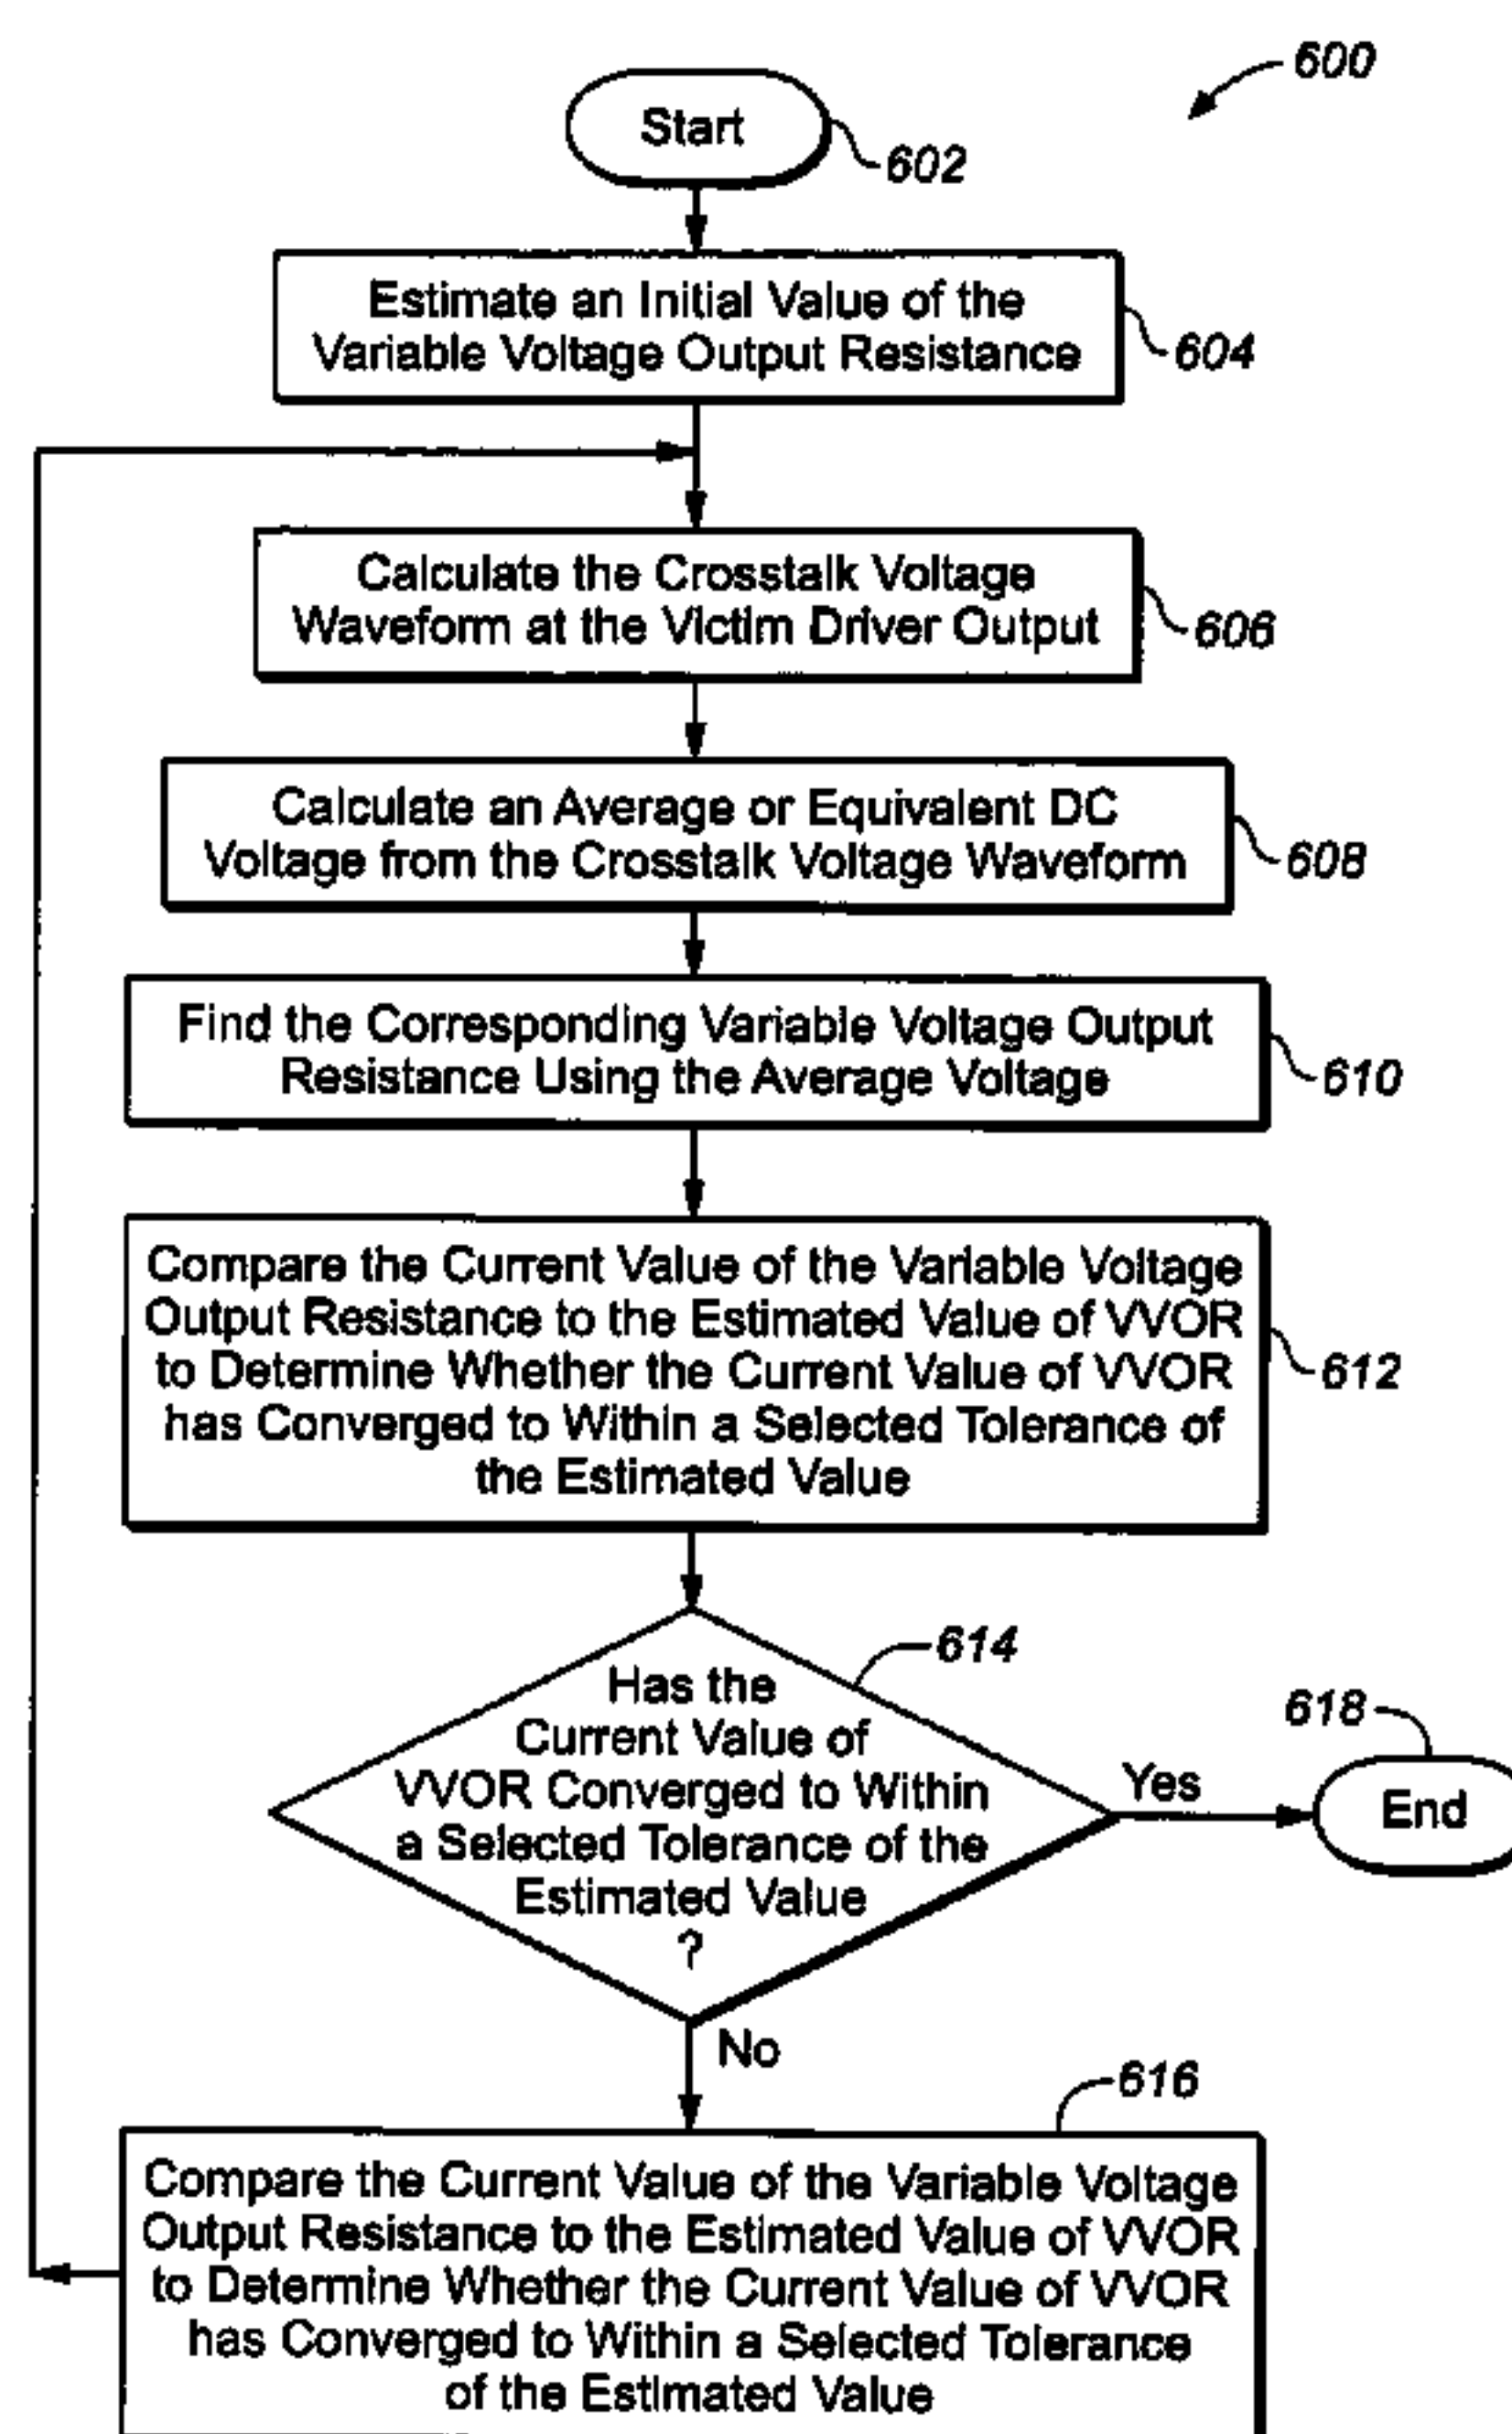 600
Start
602
Estimate an Initial Value of the
Variable Voltage Output Resistance
604
Calculate the Crosstalk Voltage
Waveform at the Victim Driver Output
606
Calculate an Average or Equivalent DC
Voltage from the Crosstalk Voltage Waveform
608
Find the Corresponding Variable Voltage Output
Resistance Using the Average Voltage
610
Compare the Current Value of the Variable Voltage
Output Resistance to the Estimated Value of VVOR
to Determine Whether the Current Value of VVOR
has Converged to Within a Selected Tolerance of
the Estimated Value
612
614
Has the
Current Value of
VVOR Converged to Within
a Selected Tolerance of the
Estimated Value
?
Yes
618
End
No
616
Compare the Current Value of the Variable Voltage
Output Resistance to the Estimated Value of VVOR
to Determine Whether the Current Value of VVOR
has Converged to Within a Selected Tolerance
of the Estimated Value